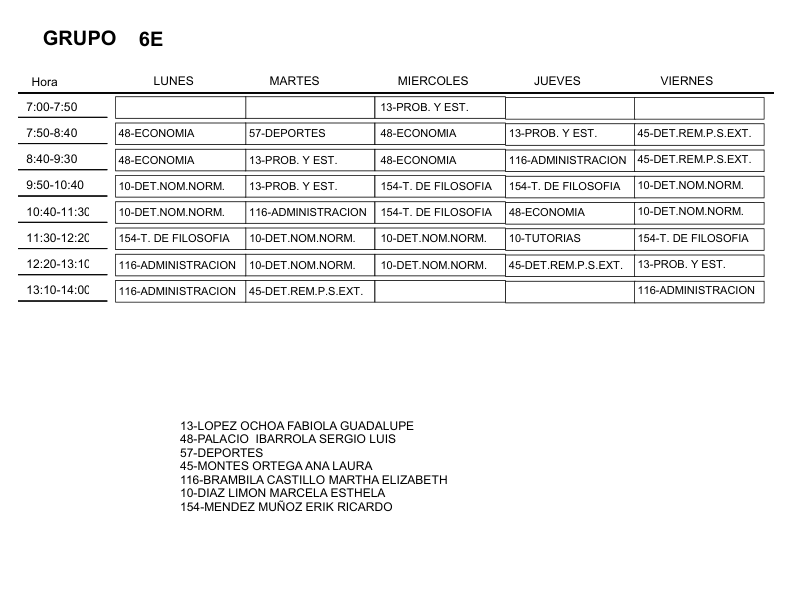 GRUPO 6E
Hora LUNES MARTES MIERCOLES JUEVES VIERNES
7:00-7:50 13-PROB. Y EST.
7:50-8:40 48-ECONOMIA 57-DEPORTES 48-ECONOMIA 13-PROB. Y EST. 45-DET.REM.P.S.EXT.
8:40-9:30 48-ECONOMIA 13-PROB. Y EST. 48-ECONOMIA 116-ADMINISTRACION 45-DET.REM.P.S.EXT.
9:50-10:40 10-DET.NOM.NORM. 13-PROB. Y EST. 154-T. DE FILOSOFIA 154-T. DE FILOSOFIA 10-DET.NOM.NORM.
10:40-11:30 10-DET.NOM.NORM. 116-ADMINISTRACION 154-T. DE FILOSOFIA 48-ECONOMIA 10-DET.NOM.NORM.
11:30-12:20 154-T. DE FILOSOFIA 10-DET.NOM.NORM. 10-DET.NOM.NORM. 10-TUTORIAS 154-T. DE FILOSOFIA
12:20-13:10 116-ADMINISTRACION 10-DET.NOM.NORM. 10-DET.NOM.NORM. 45-DET.REM.P.S.EXT. 13-PROB. Y EST.
13:10-14:00 116-ADMINISTRACION 45-DET.REM.P.S.EXT. 116-ADMINISTRACION
13-LOPEZ OCHOA FABIOLA GUADALUPE
48-PALACIO IBARROLA SERGIO LUIS
57-DEPORTES
45-MONTES ORTEGA ANA LAURA
116-BRAMBILA CASTILLO MARTHA ELIZABETH
10-DIAZ LIMON MARCELA ESTHELA
154-MENDEZ MUÑOZ ERIK RICARDO